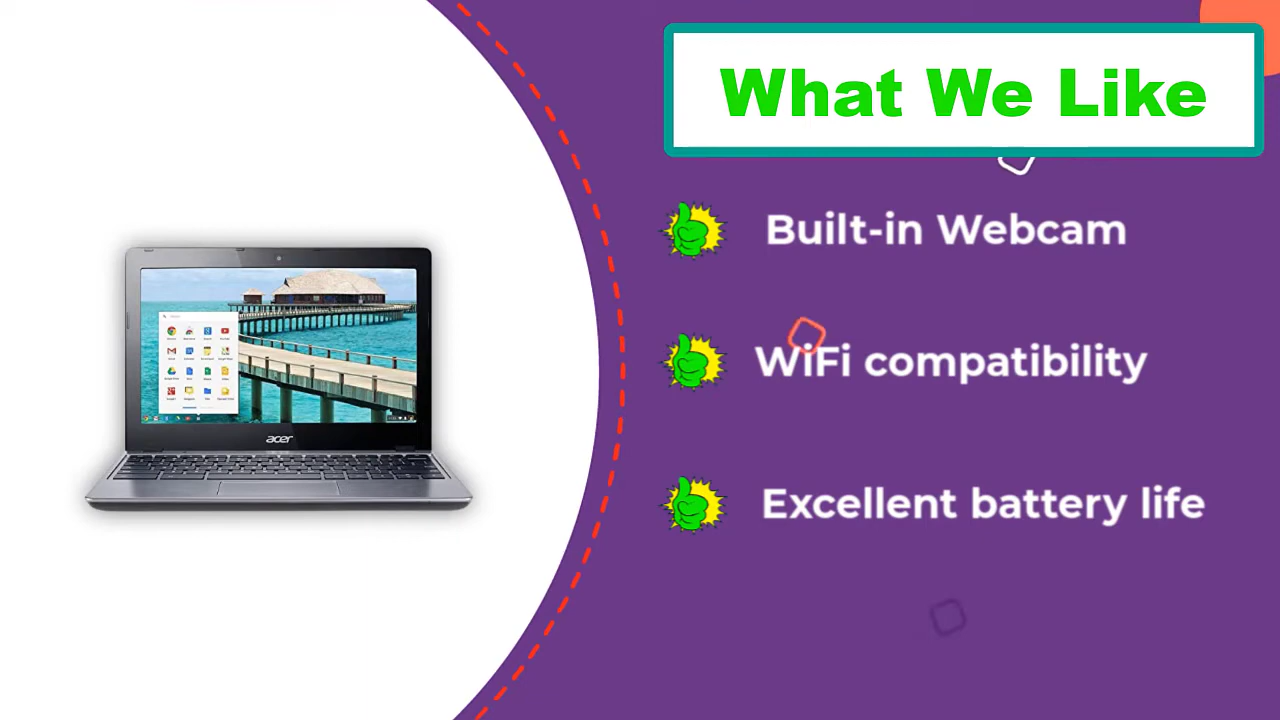 What We Like
Built-in Webcam
WiFi compatibility
Excellent battery life
acer